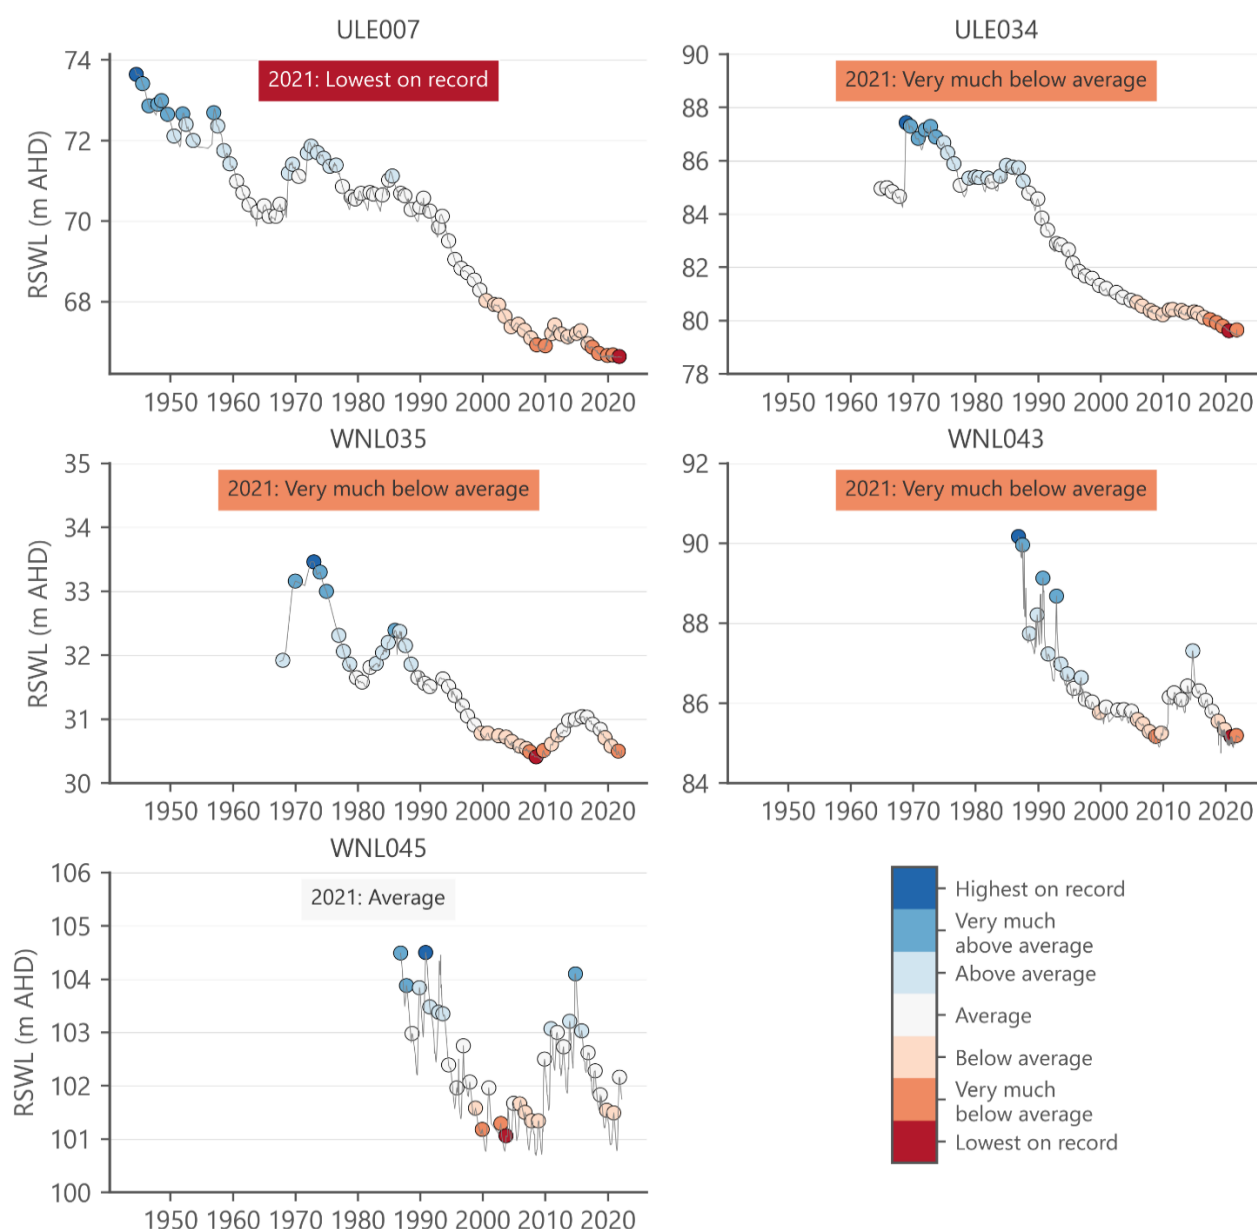 ULE007
2021: Lowest on record
RSWL (m AHD)
74
72
70
68
1950 1960 1970 1980 1990 2000 2010 2020
ULE034
2021: Very much below average
90
88
86
84
82
80
78
1950 1960 1970 1980 1990 2000 2010 2020
WNL035
2021: Very much below average
RSWL (m AHD)
35
34
33
32
31
30
1950 1960 1970 1980 1990 2000 2010 2020
WNL043
2021: Very much below average
92
90
88
86
84
1950 1960 1970 1980 1990 2000 2010 2020
WNL045
2021: Average
RSWL (m AHD)
106
105
104
103
102
101
100
1950 1960 1970 1980 1990 2000 2010 2020
Highest on record
Very much
above average
Above average
Average
Below average
Very much
below average
Lowest on record